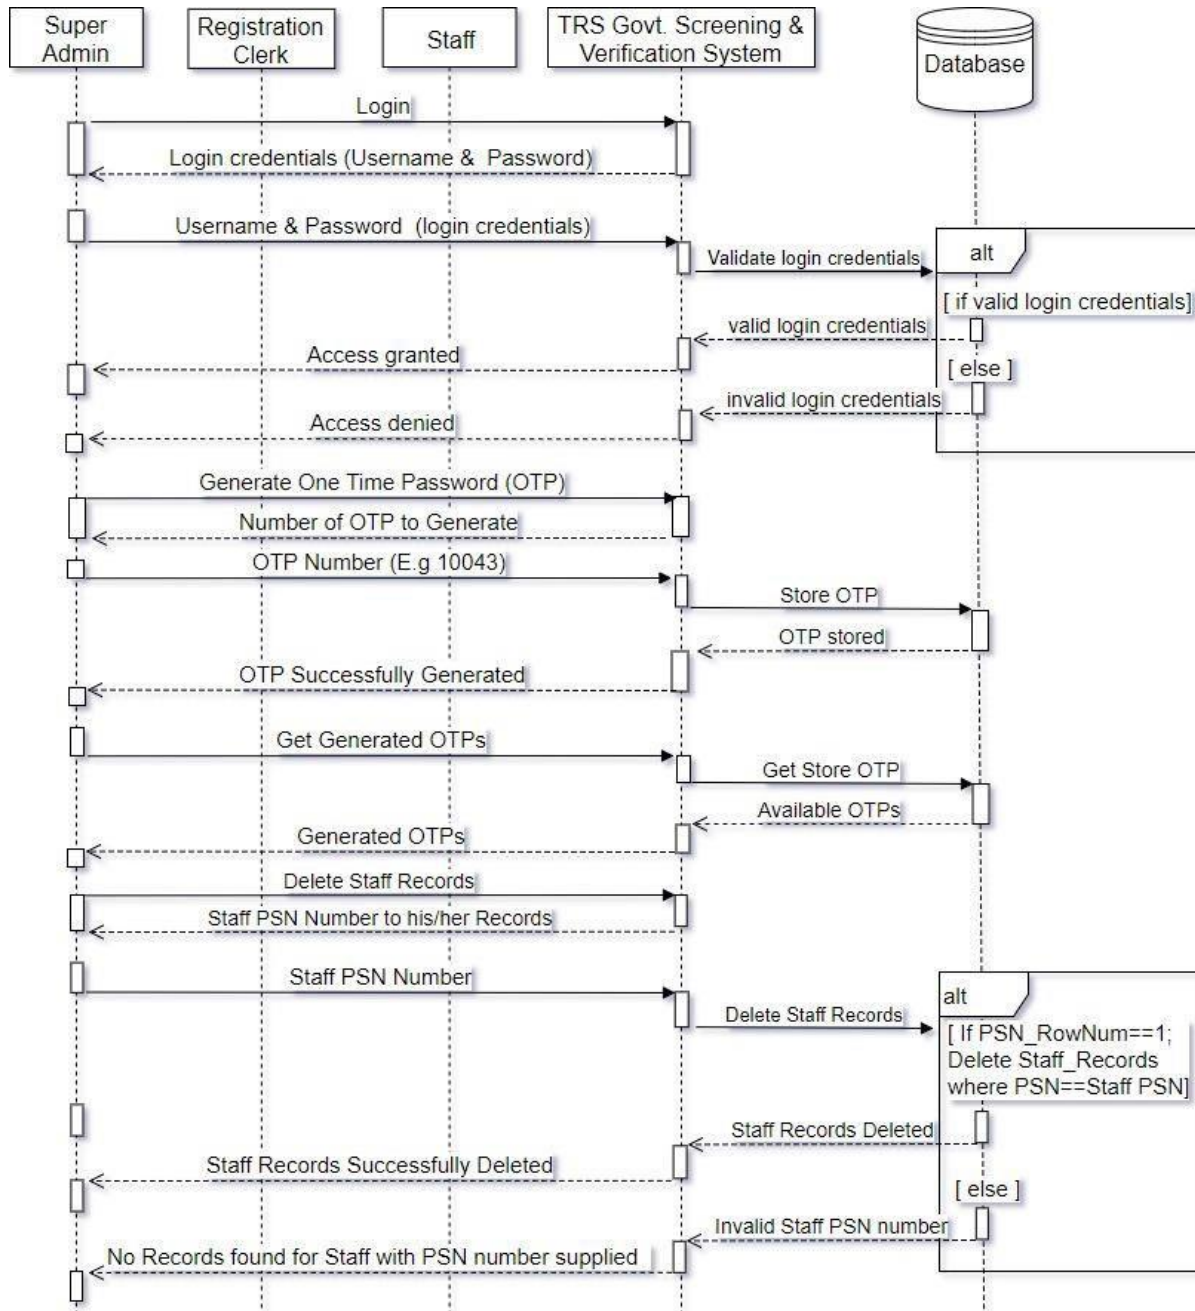 Super
Admin
Registration
Clerk
Staff
TRS Govt. Screening &
Verification System
Database
Login
Login credentials (Username & Password)
Username & Password (login credentials)
Validate login credentials
alt
[ if valid login credentials]
valid login credentials
Access granted
[ else ]
invalid login credentials
Access denied
Generate One Time Password (OTP)
Number of OTP to Generate
OTP Number (E.g 10043)
Store OTP
OTP stored
OTP Successfully Generated
Get Generated OTPs
Get Store OTP
Available OTPs
Generated OTPs
Delete Staff Records
Staff PSN Number to his/her Records
Staff PSN Number
alt
Delete Staff Records
[ If PSN_RowNum==1;
Delete Staff_Records
where PSN==Staff PSN]
Staff Records Deleted
Staff Records Successfully Deleted
[ else ]
Invalid Staff PSN number
No Records found for Staff with PSN number supplied